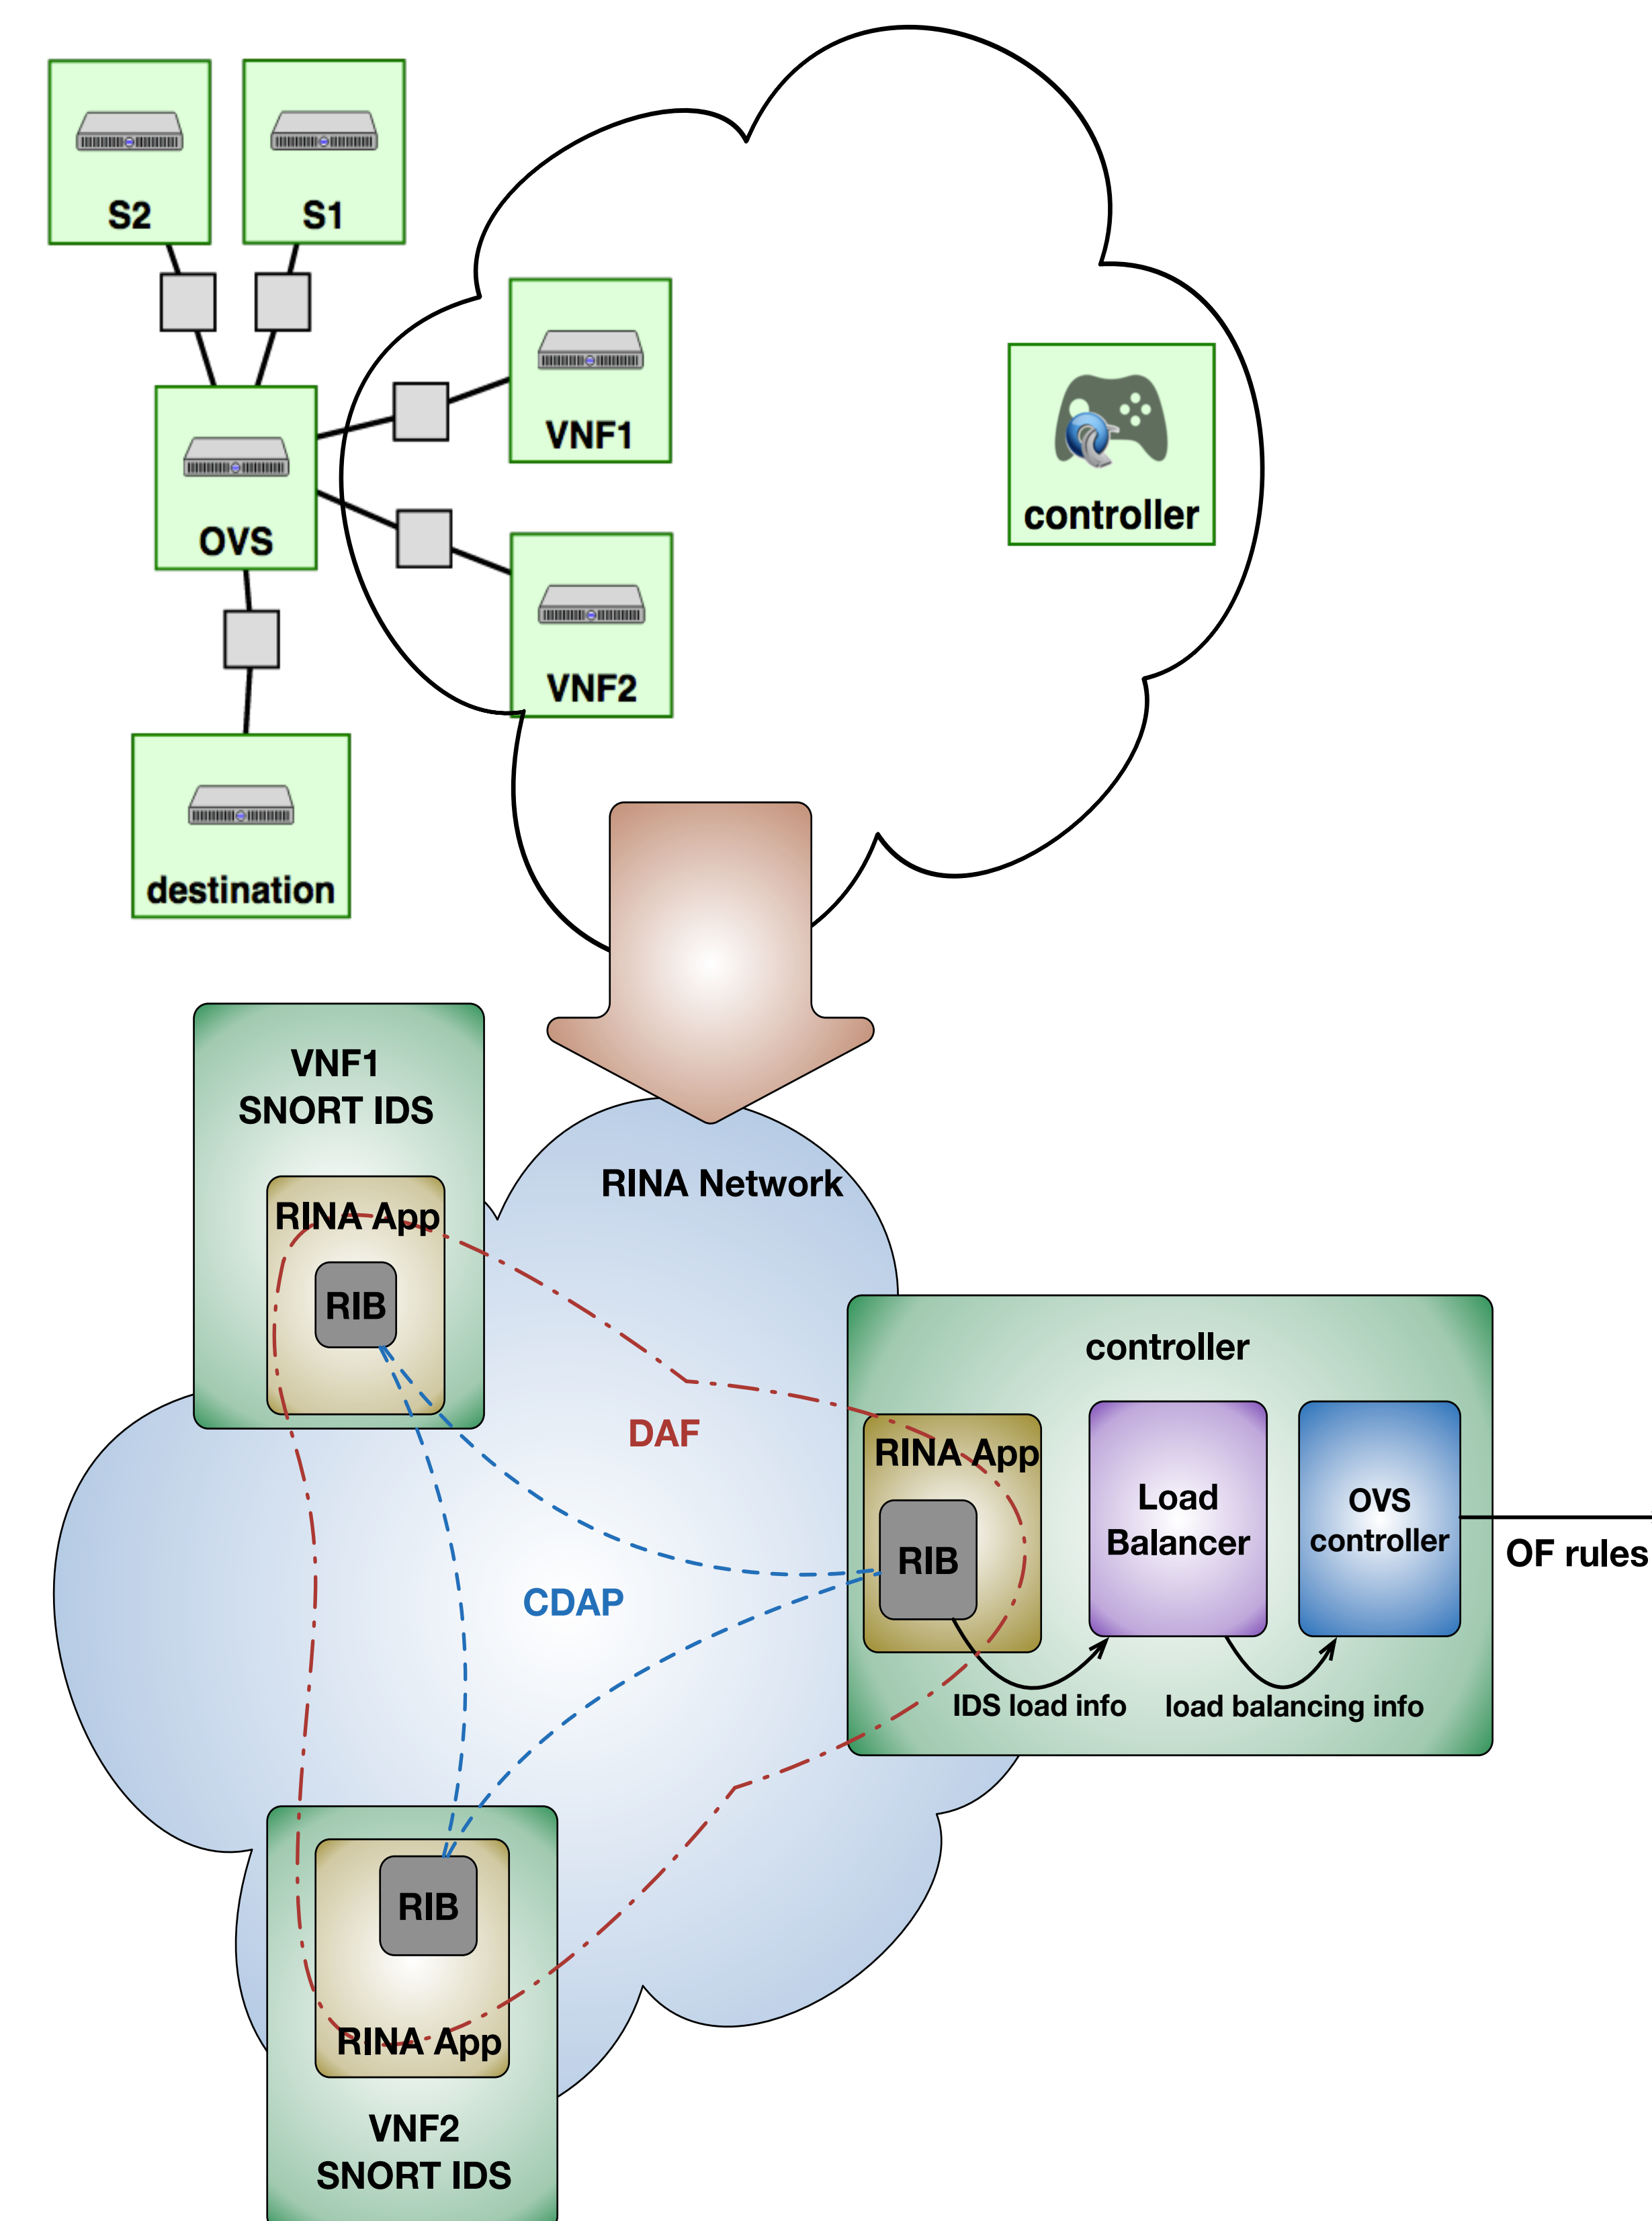 S2
S1
VNF1
OVS
controller
VNF2
destination
VNF1
SNORT IDS
RINA Network
RINA App
RIB
controller
DAF
RINA App
Load
Balancer
OVS
controller
OF rules
RIB
CDAP
IDS load info
load balancing info
RIB
RINA App
VNF2
SNORT IDS